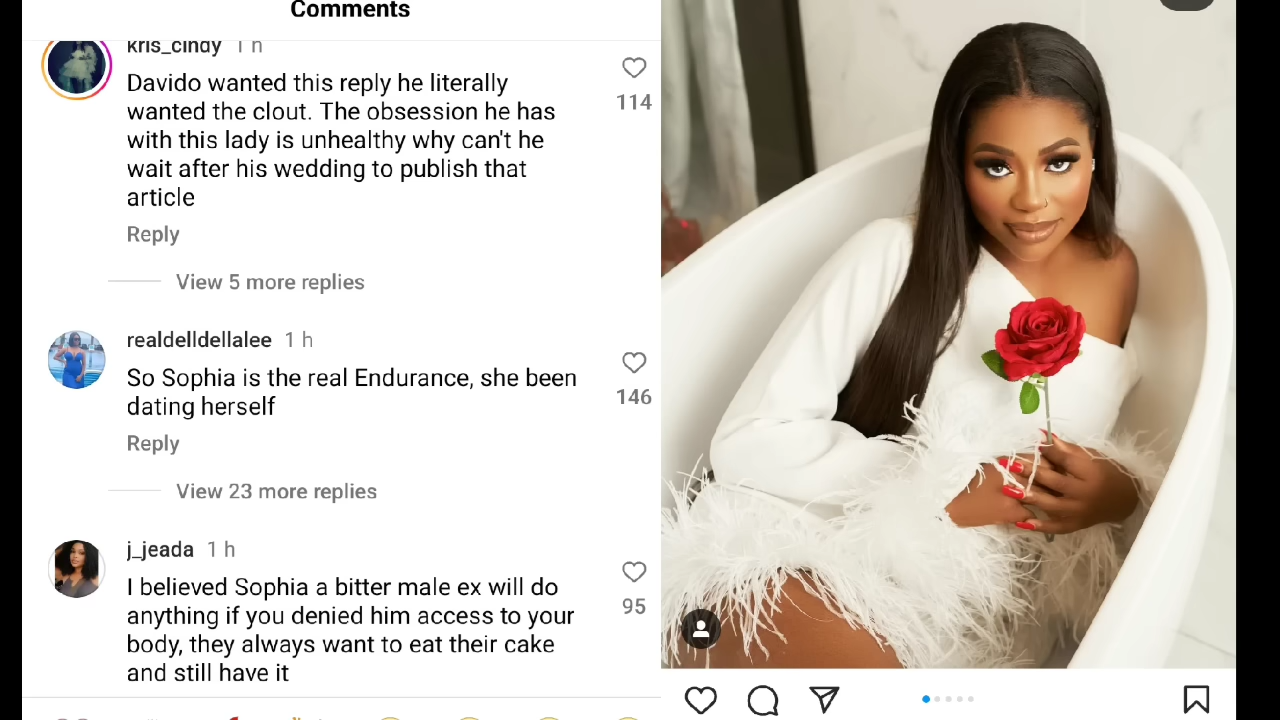 Comments
kris_cindy 1 h
Davido wanted this reply he literally
wanted the clout. The obsession he has
with this lady is unhealthy why can't he
wait after his wedding to publish that
article
114
Reply
View 5 more replies
realdelldellalee 1 h
So Sophia is the real Endurance, she been
dating herself
146
Reply
View 23 more replies
j_jeada 1 h
I believed Sophia a bitter male ex will do
anything if you denied him access to your
body, they always want to eat their cake
and still have it
95